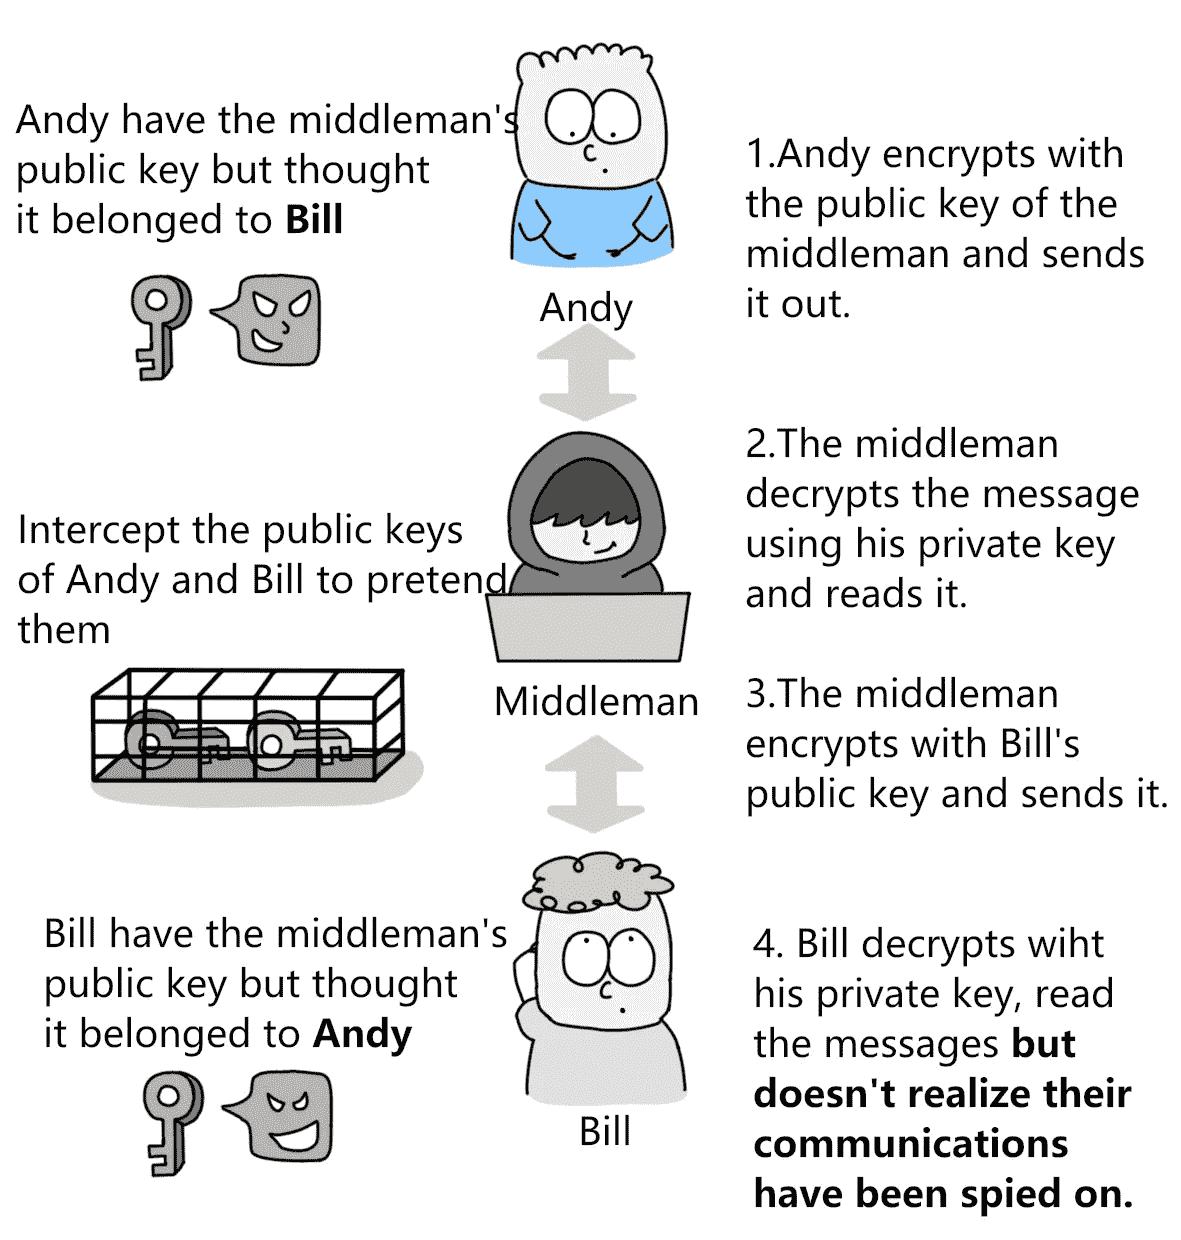 Andy have the middleman's
public key but thought
it belonged to Bill
1.Andy encrypts with
the public key of the
middleman and sends
it out.
Andy
2.The middleman
decrypts the message
using his private key
and reads it.
Intercept the public keys
of Andy and Bill to pretend
them
Middleman
3.The middleman
encrypts with Bill's
public key and sends it.
Bill have the middleman's
public key but thought
it belonged to Andy
4. Bill decrypts wiht
his private key, read
the messages but
doesn't realize their
communications
have been spied on.
Bill